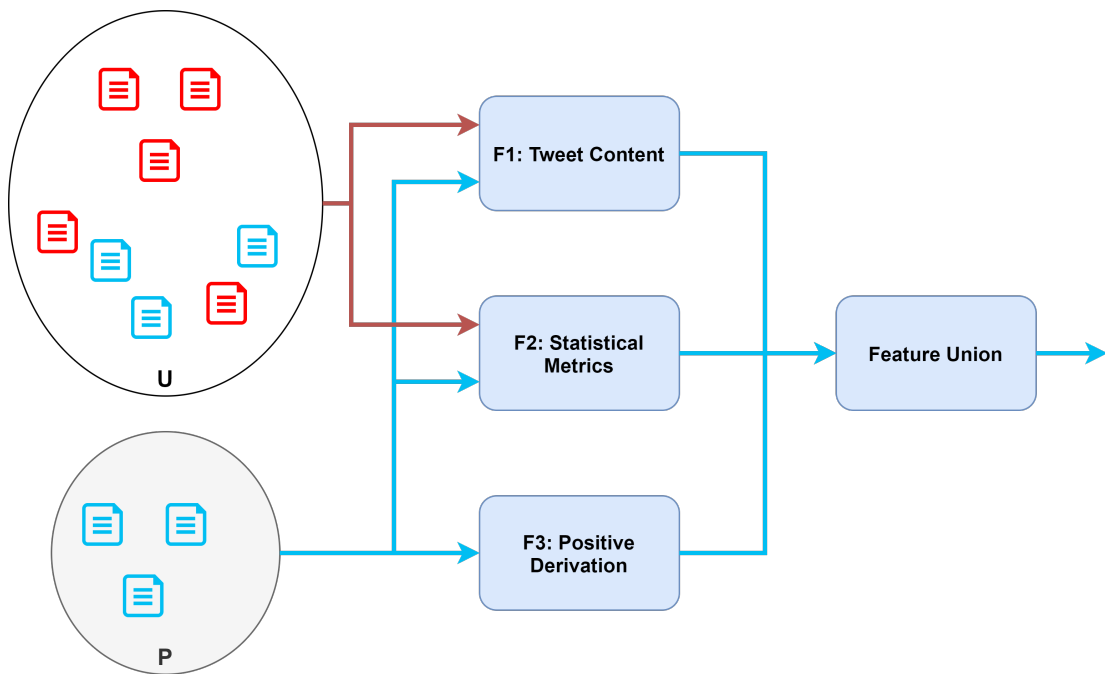 U
P
F1: Tweet Content
F2: Statistical
Metrics
F3: Positive
Derivation
Feature Union